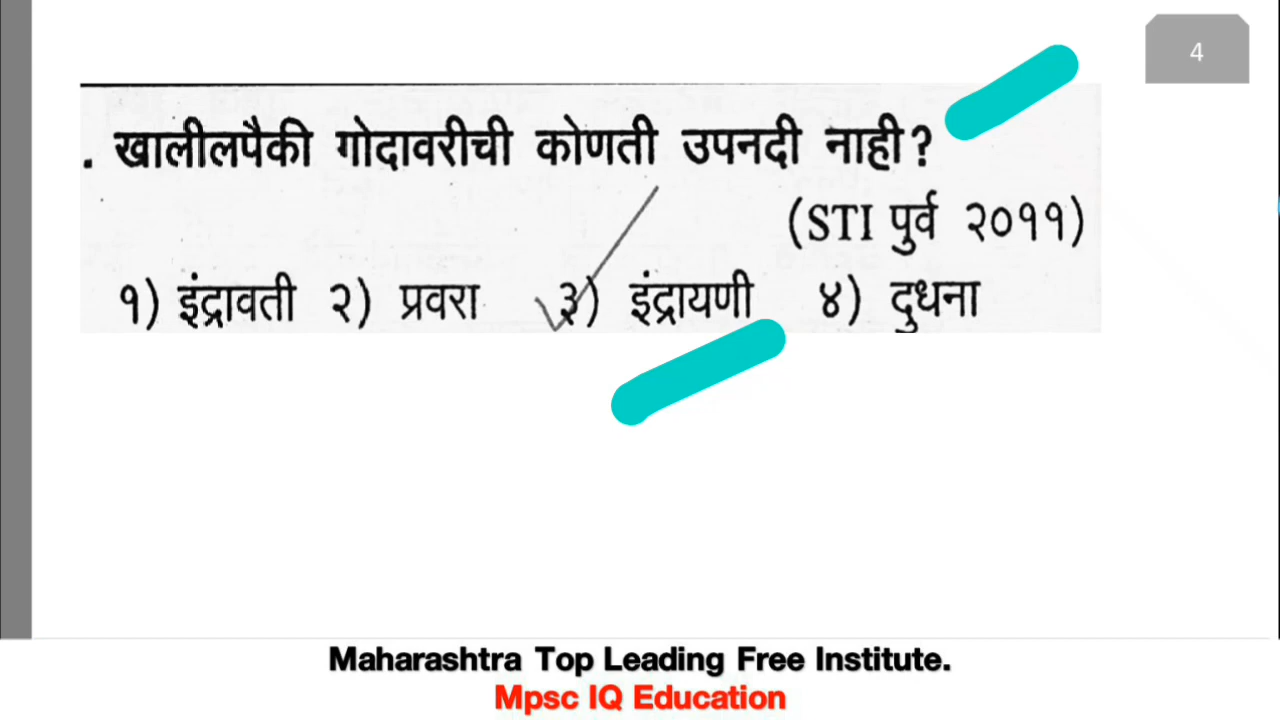 4
. खालीलपैकी गोदावरीची कोणती उपनदी नाही?
(STI पुर्व २०११)
१) इंद्रावती २) प्रवरा ३) इंद्रायणी ४) दुधना
Maharashtra Top Leading Free Institute.
Mpsc IQ Education